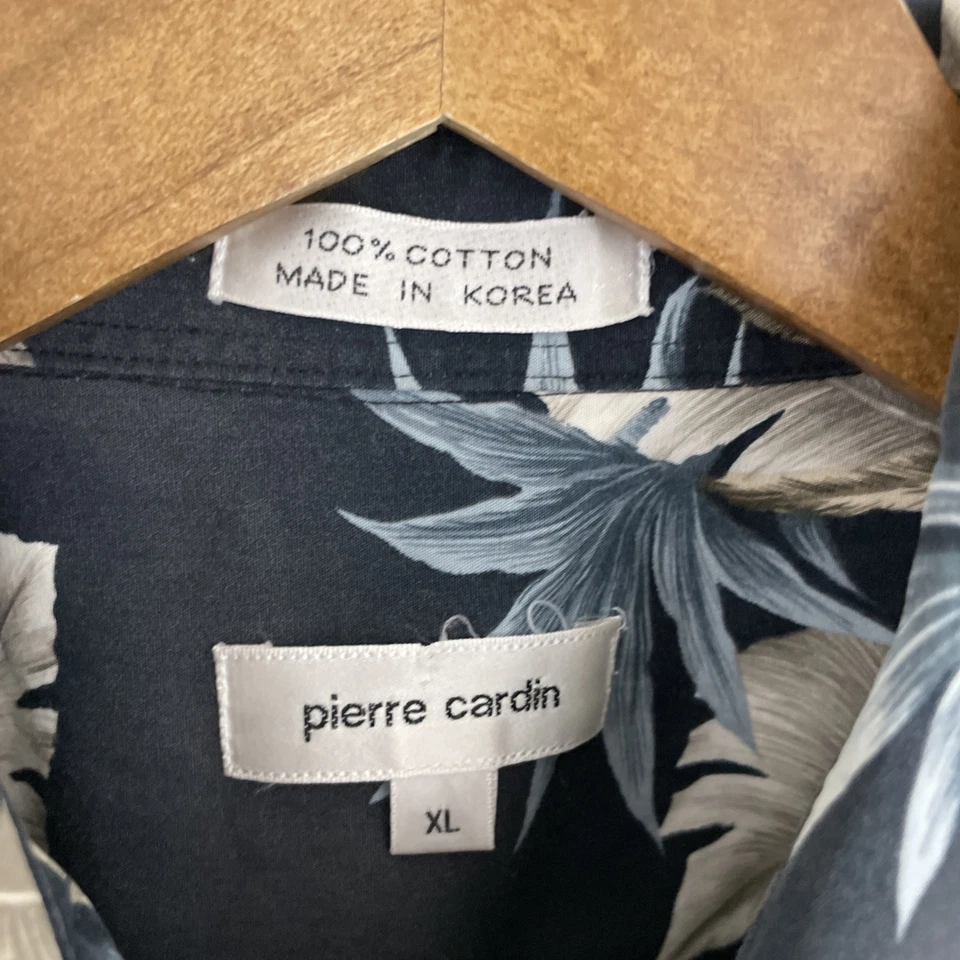 100% COTTON
MADE IN KOREA
pierre cardin
XL